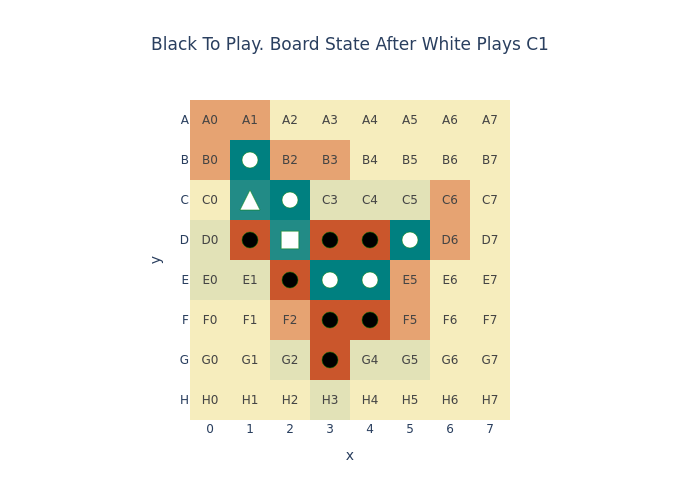 Black To Play. Board State After White Plays C1
A A0 A1 A2 A3 A4 A5 A6 A7
B B0 B2 B3 B4 B5 B6 B7
C C0 C3 C4 C5 C6 C7
D D0 D6 D7
E E0 E1 E5 E6 E7
F F0 F1 F2 F5 F6 F7
G G0 G1 G2 G4 G5 G6 G7
H H0 H1 H2 H3 H4 H5 H6 H7
0 1 2 3 4 5 6 7
x
y